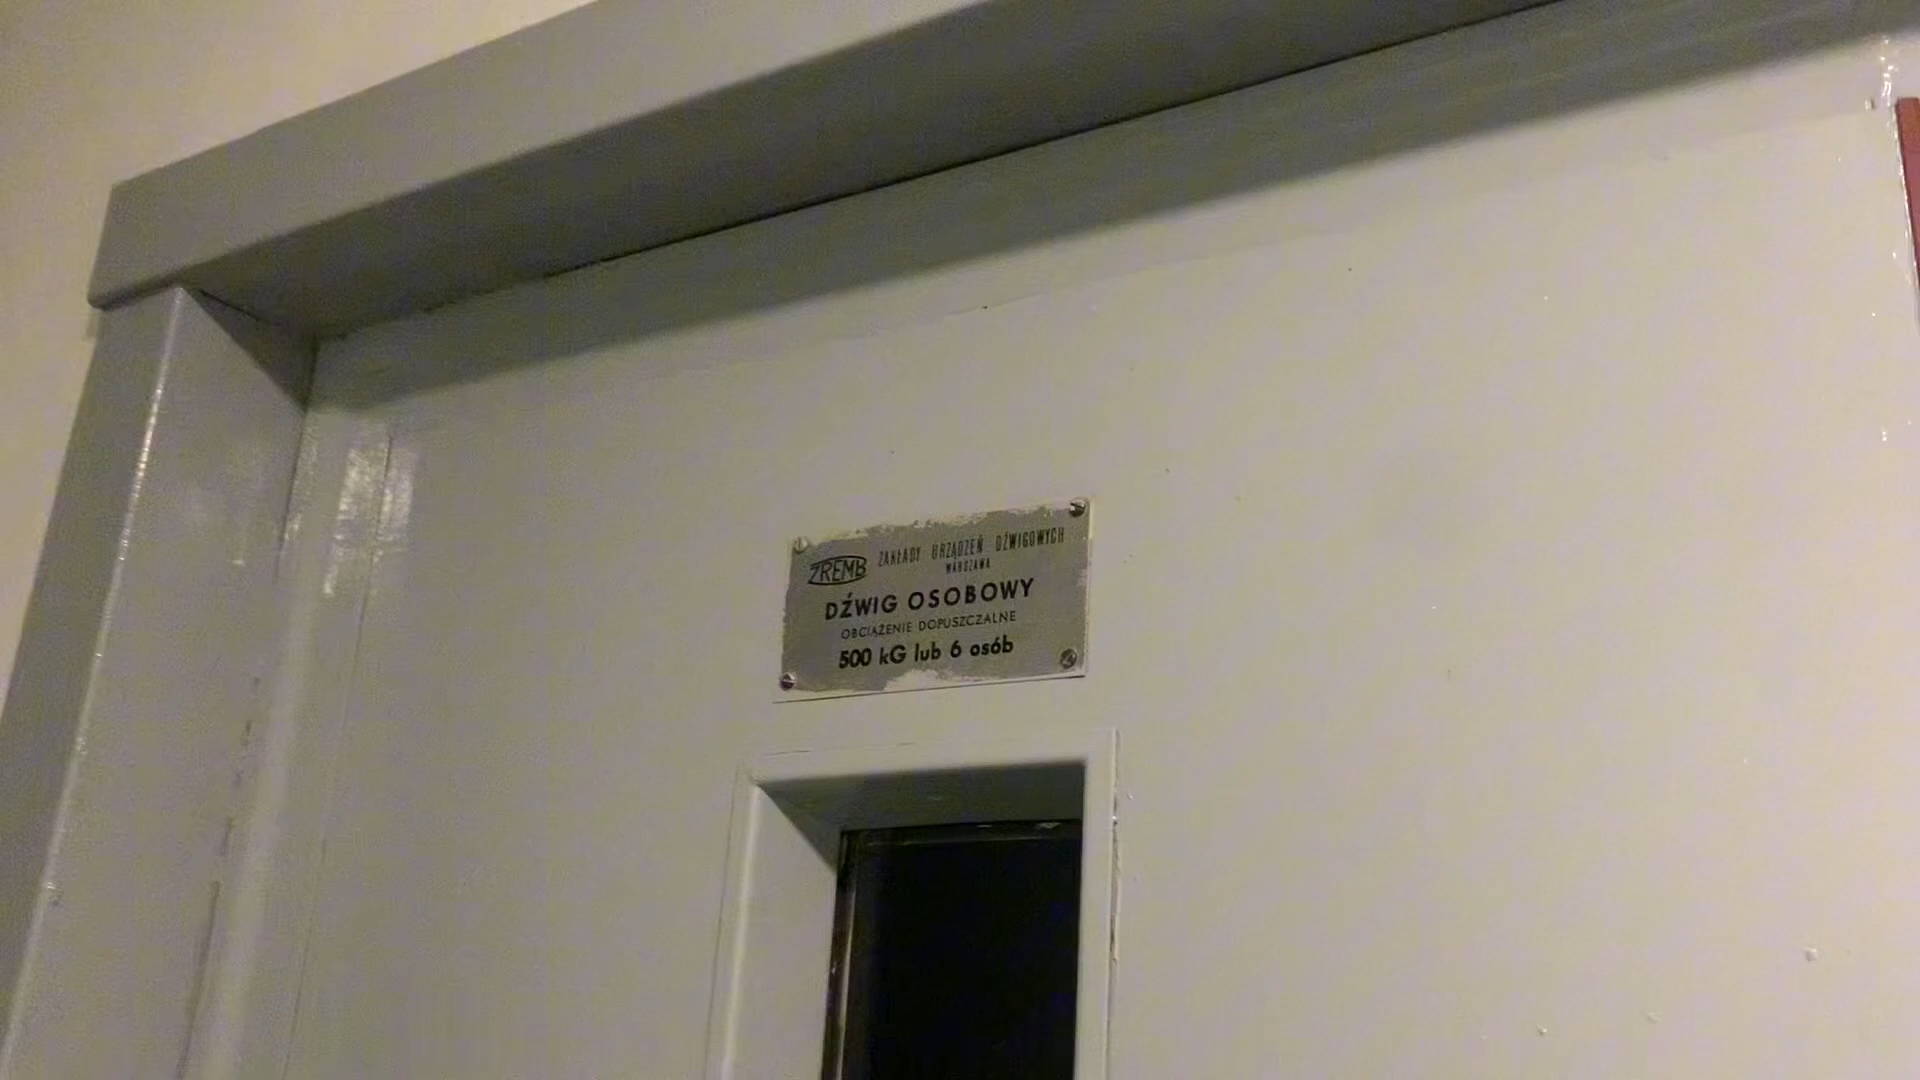 ZREMB ZAKŁADY URZĄDZEŃ DŹWIGOWYCH
WARSZAWA
DŹWIG OSOBOWY
OBCIĄŻENIE DOPUSZCZALNE
500 kG lub 6 osób